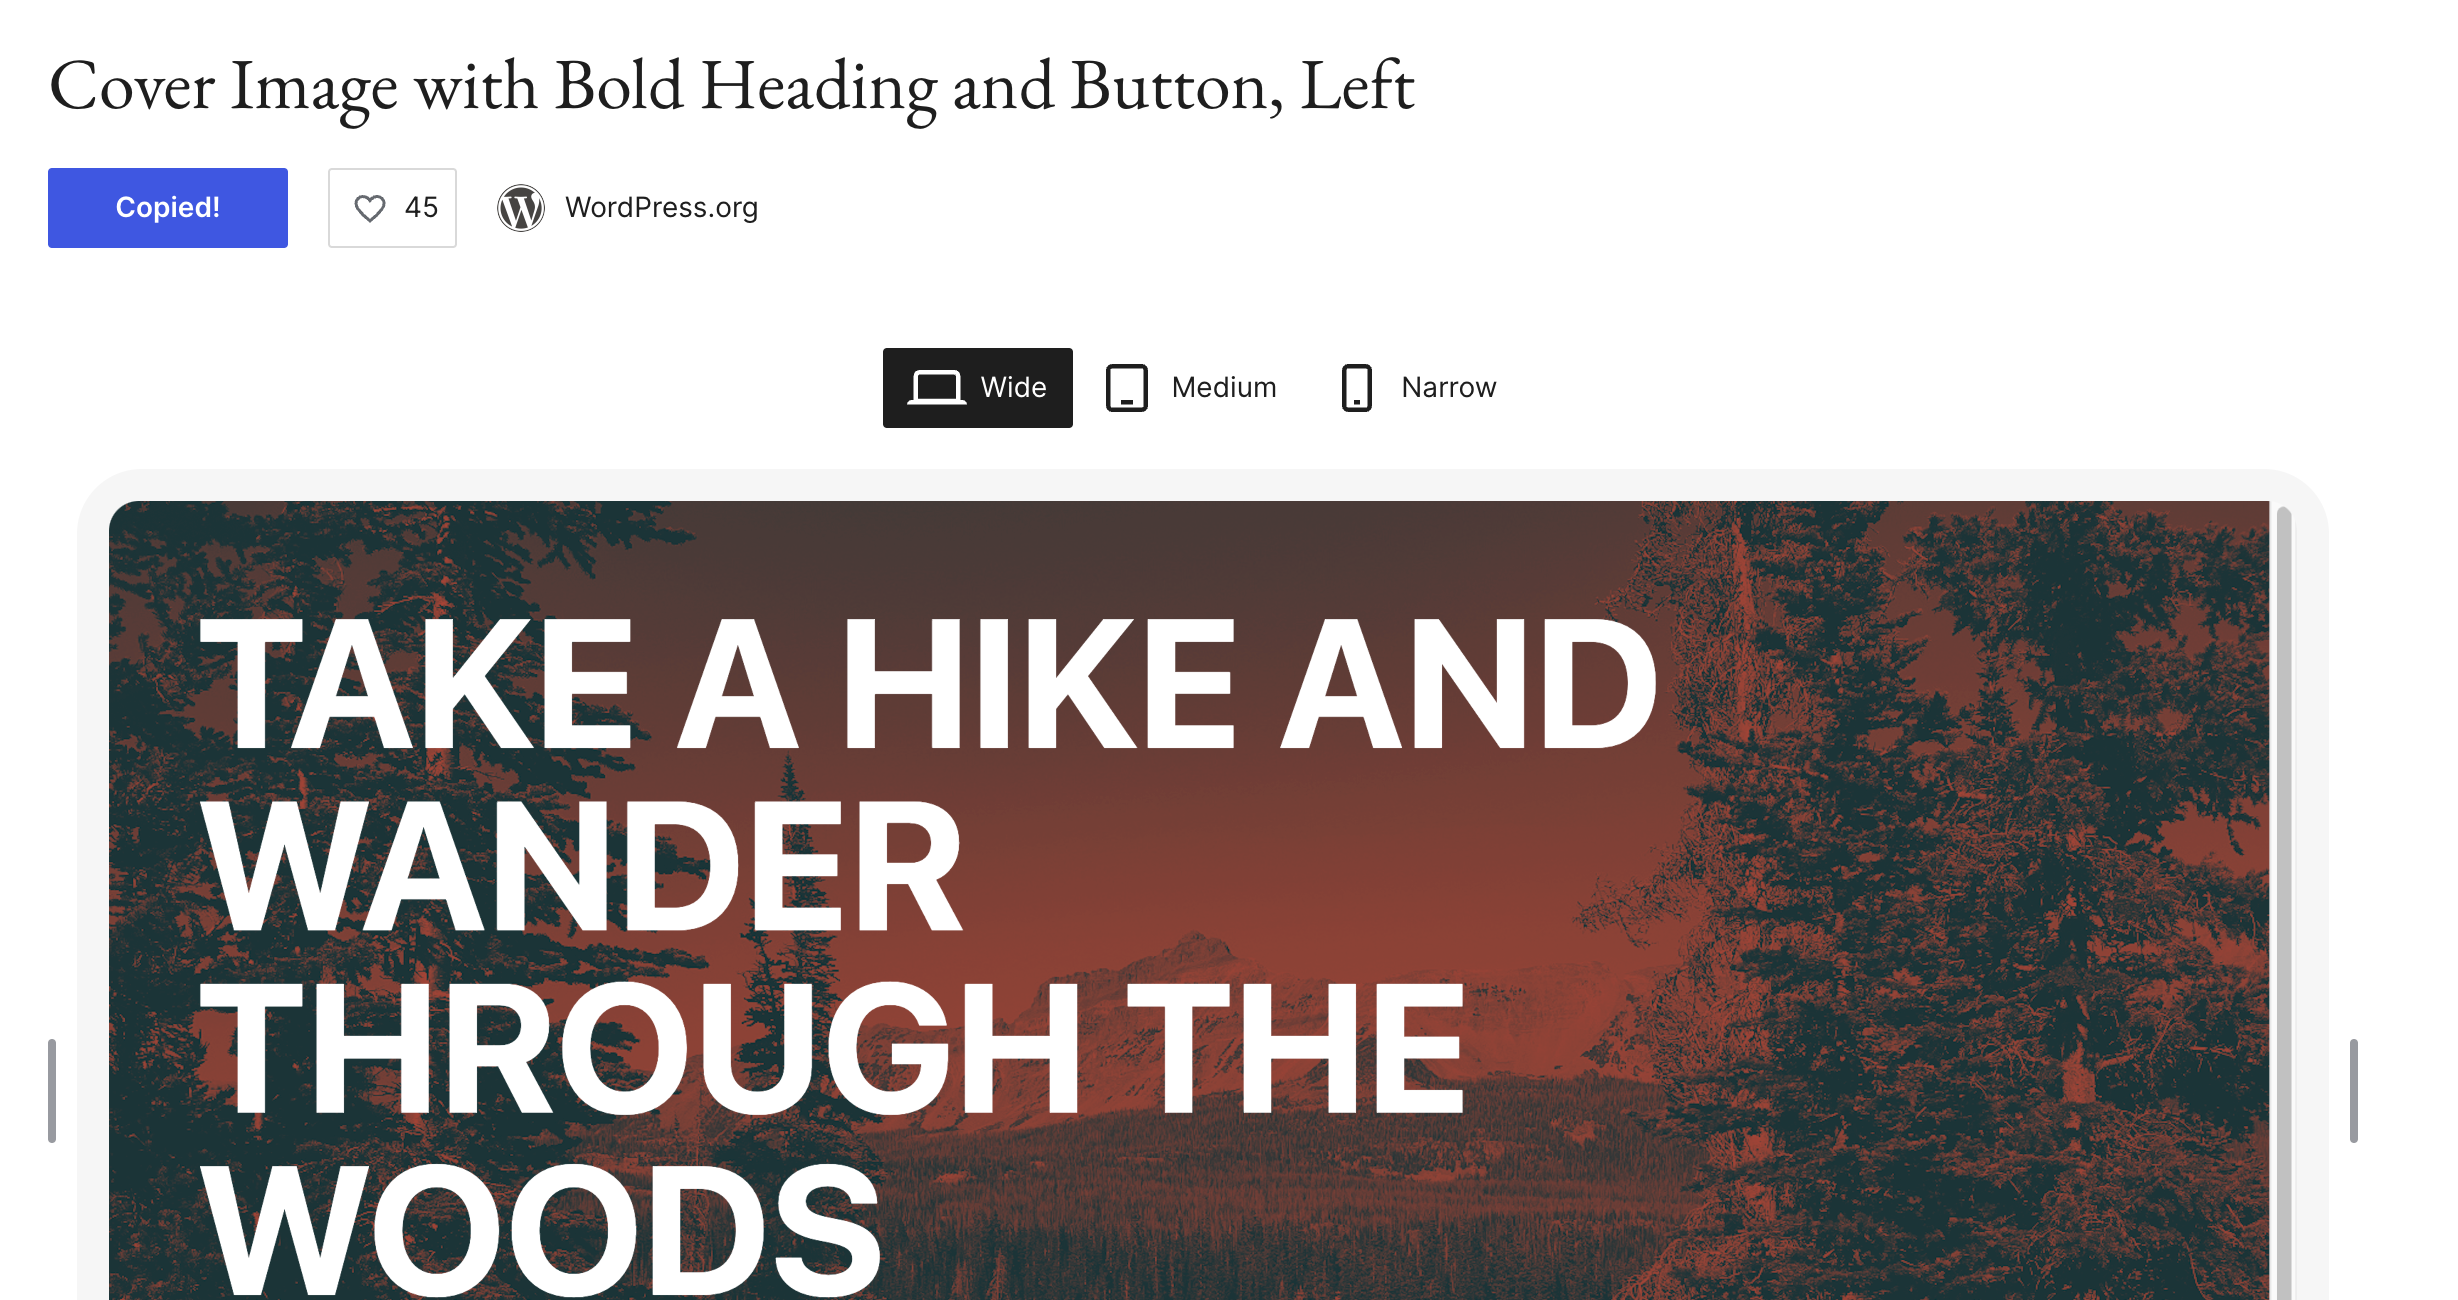 Cover Image with Bold Heading and Button, Left
Copied!
45
WordPress.org
Wide
Medium
Narrow
TAKE A HIKE AND
WANDER
THROUGH THE
WOODS